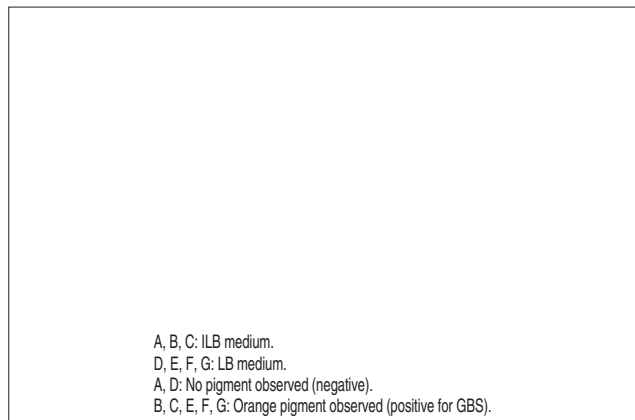 A, B, C: ILB medium.
D, E, F, G: LB medium.
A, D: No pigment observed (negative).
B, C, E, F, G: Orange pigment observed (positive for GBS).